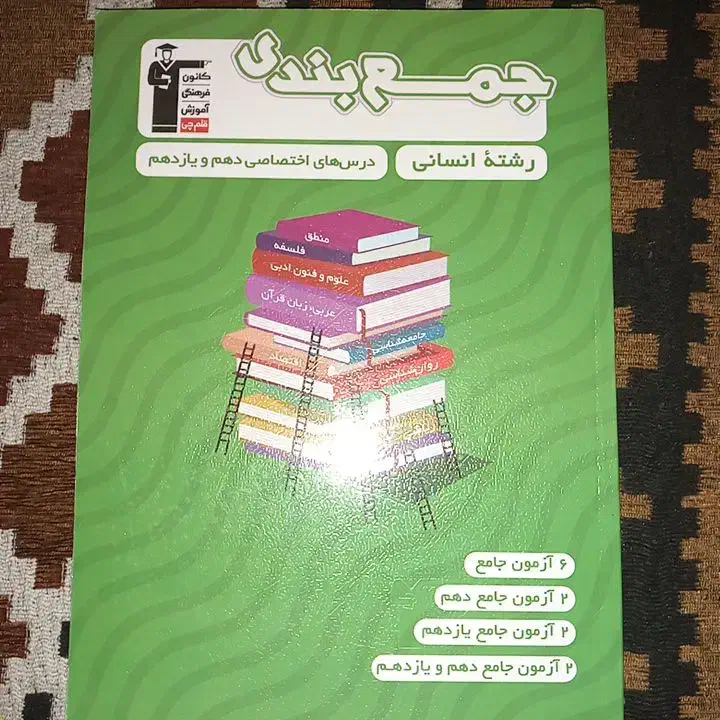 جمع بندی
کانون
فرهنگی
آموزش
قلم چی
رشتهٔ انسانی
درس‌های اختصاصی دهم و یازدهم
منطق
فلسفه
علوم و فنون ادبی
عربی، زبان قرآن
جامعه‌شناسی
اقتصاد
روان‌شناسی
۶ آزمون جامع
۲ آزمون جامع دهم
۲ آزمون جامع یازدهم
۲ آزمون جامع دهم و یازدهم